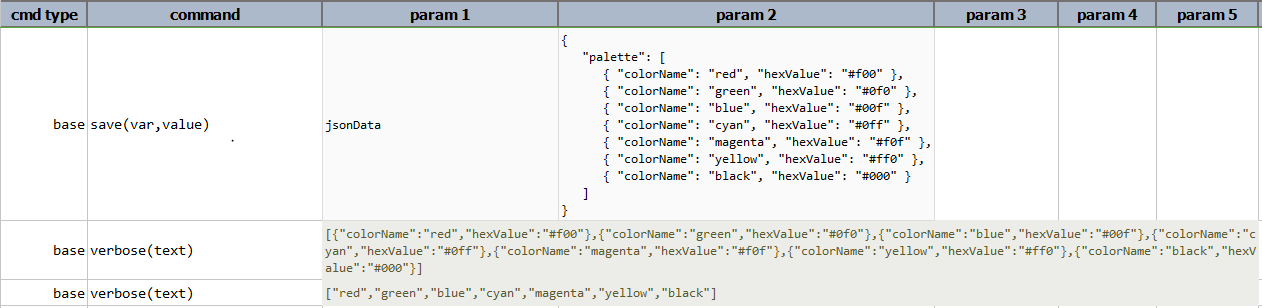 cmd type command param 1 param 2 param 3 param 4 param 5
{
"palette": [
{ "colorName": "red", "hexValue": "#f00" },
{ "colorName": "green", "hexValue": "#0f0" },
{ "colorName": "blue", "hexValue": "#00f" },
base save(var,value) jsonData { "colorName": "cyan", "hexValue": "#0ff" },
{ "colorName": "magenta", "hexValue": "#f0f" },
{ "colorName": "yellow", "hexValue": "#ff0" },
{ "colorName": "black", "hexValue": "#000" }
]
}
[{"colorName":"red","hexValue":"#f00"},{"colorName":"green","hexValue":"#0f0"},{"colorName":"blue","hexValue":"#00f"},{"colorName":"c
base verbose(text) yan","hexValue":"#0ff"},{"colorName":"magenta","hexValue":"#f0f"},{"colorName":"yellow","hexValue":"#ff0"},{"colorName":"black","hexV
alue":"#000"}]
base verbose(text) ["red","green","blue","cyan","magenta","yellow","black"]